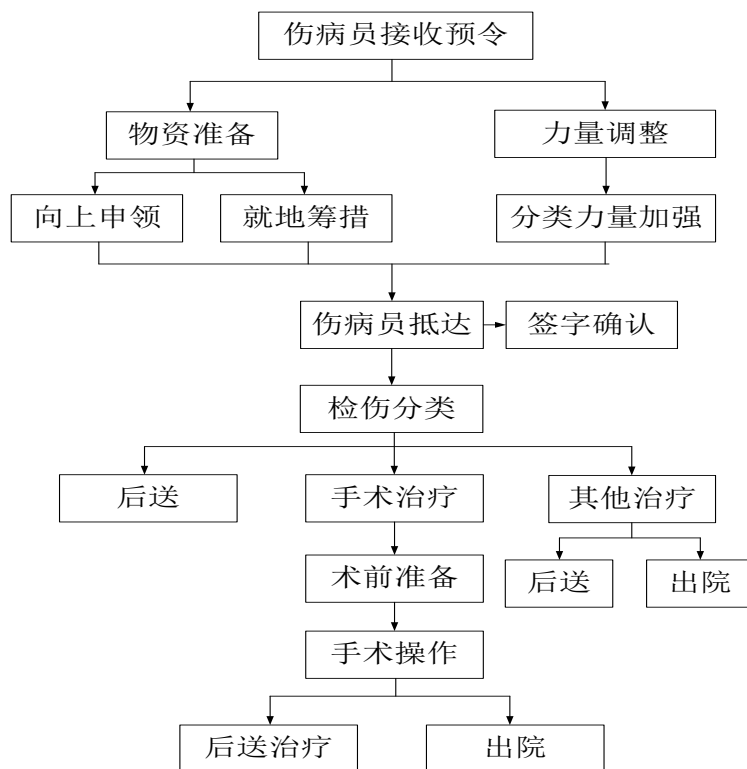 伤病员接收预令
物资准备
力量调整
向上申领
就地筹措
分类力量加强
伤病员抵达
签字确认
检伤分类
后送
手术治疗
其他治疗
术前准备
后送
出院
手术操作
后送治疗
出院